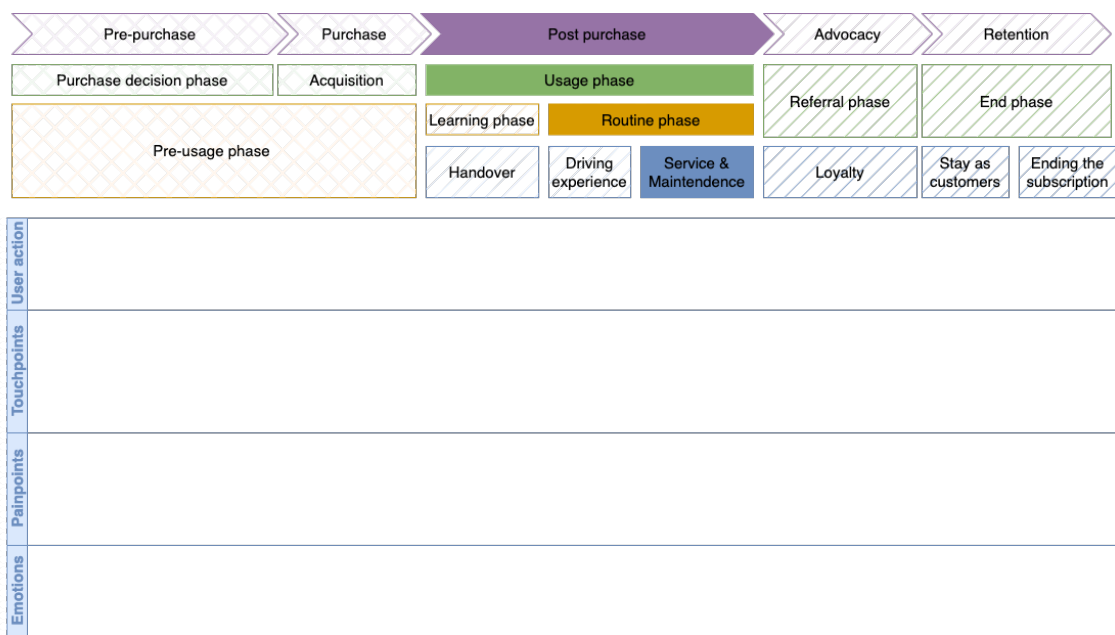 Pre-purchase
Purchase
Post purchase
Advocacy
Retention
Purchase decision phase
Acquisition
Usage phase
Referral phase
End phase
Pre-usage phase
Learning phase
Routine phase
Handover
Driving
experience
Service &
Maintendence
Loyalty
Stay as
customers
Ending the
subscription
User action
Touchpoints
Painpoints
Emotions